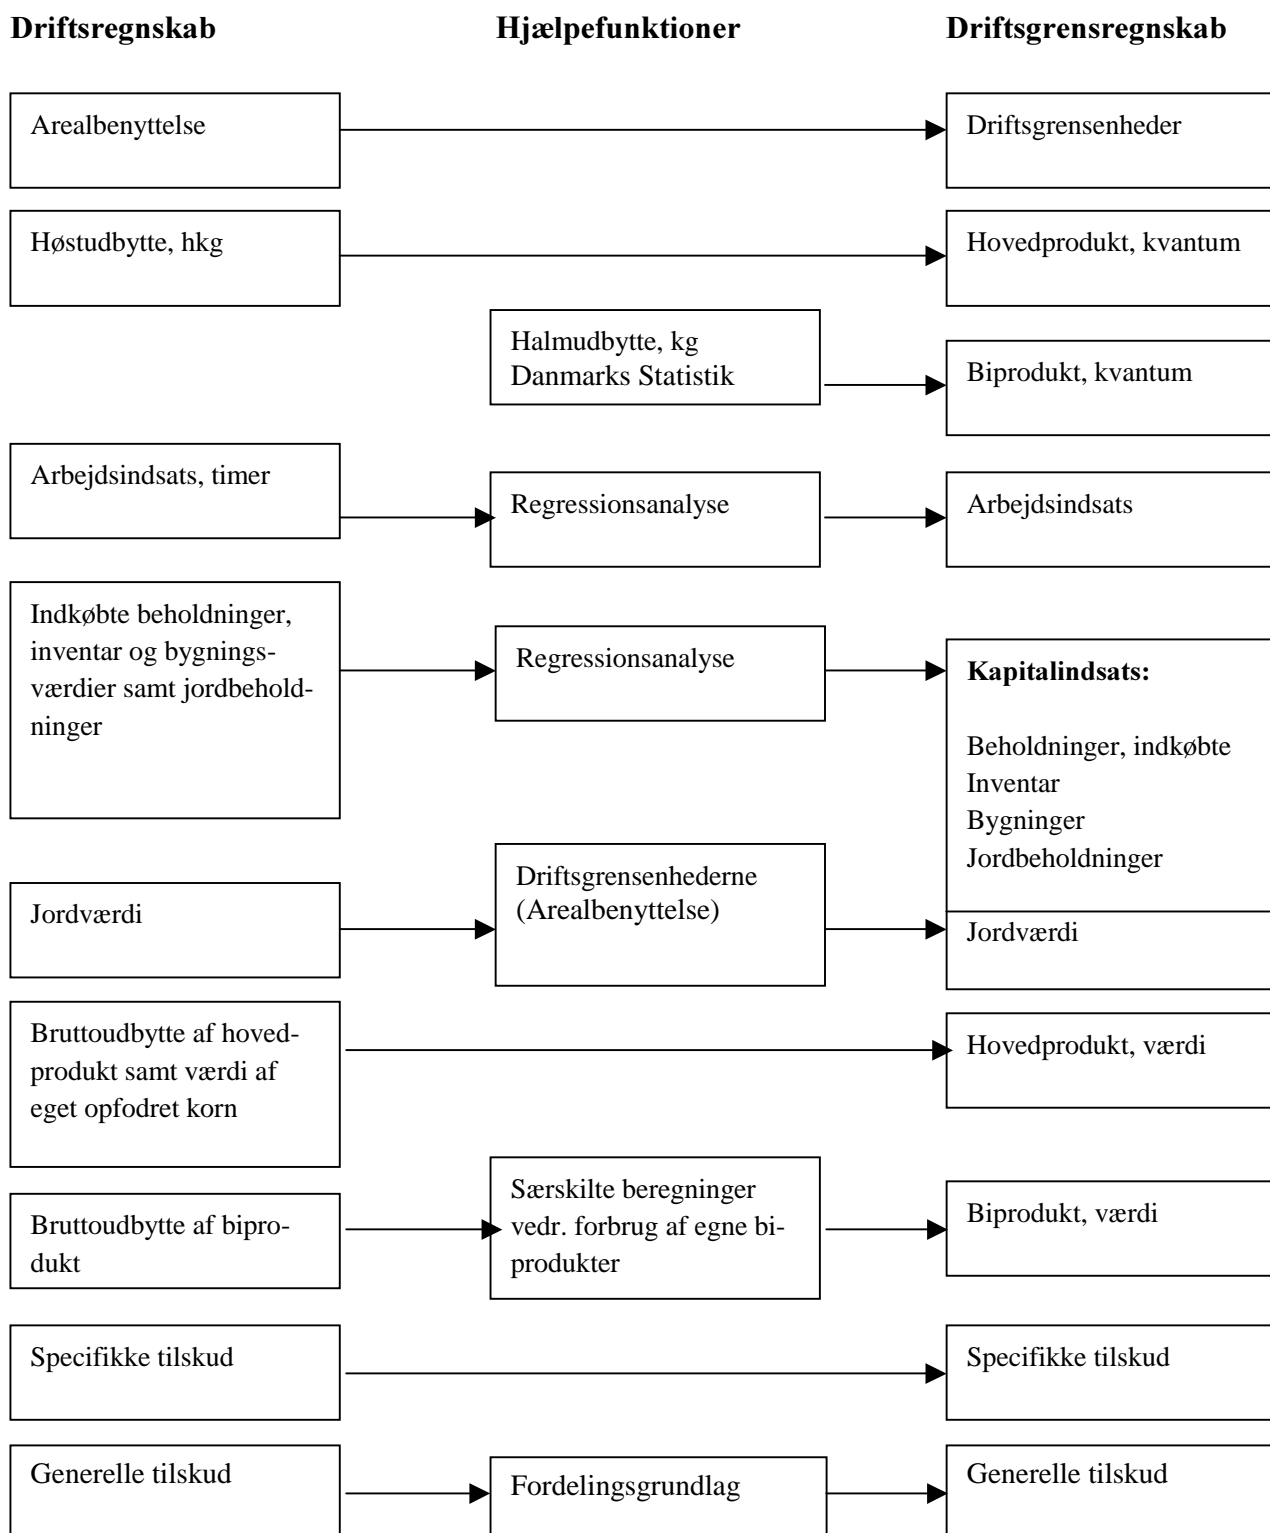 Driftsregnskab
Hjælpefunktioner
Driftsgrensregnskab
Arealbenyttelse
Driftsgrensenheder
Høstudbytte, hkg
Hovedprodukt, kvantum
Halmudbytte, kg
Danmarks Statistik
Biprodukt, kvantum
Arbejdsindsats, timer
Regressionsanalyse
Arbejdsindsats
Indkøbte beholdninger,
inventar og bygnings-
værdier samt jordbehold-
ninger
Regressionsanalyse
Kapitalindsats:
Beholdninger, indkøbte
Inventar
Bygninger
Jordbeholdninger
Jordværdi
Driftsgrensenhederne
(Arealbenyttelse)
Jordværdi
Bruttoudbytte af hoved-
produkt samt værdi af
eget opfodret korn
Hovedprodukt, værdi
Bruttoudbytte af bipro-
dukt
Særskilte beregninger
vedr. forbrug af egne bi-
produkter
Biprodukt, værdi
Specifikke tilskud
Specifikke tilskud
Generelle tilskud
Fordelingsgrundlag
Generelle tilskud